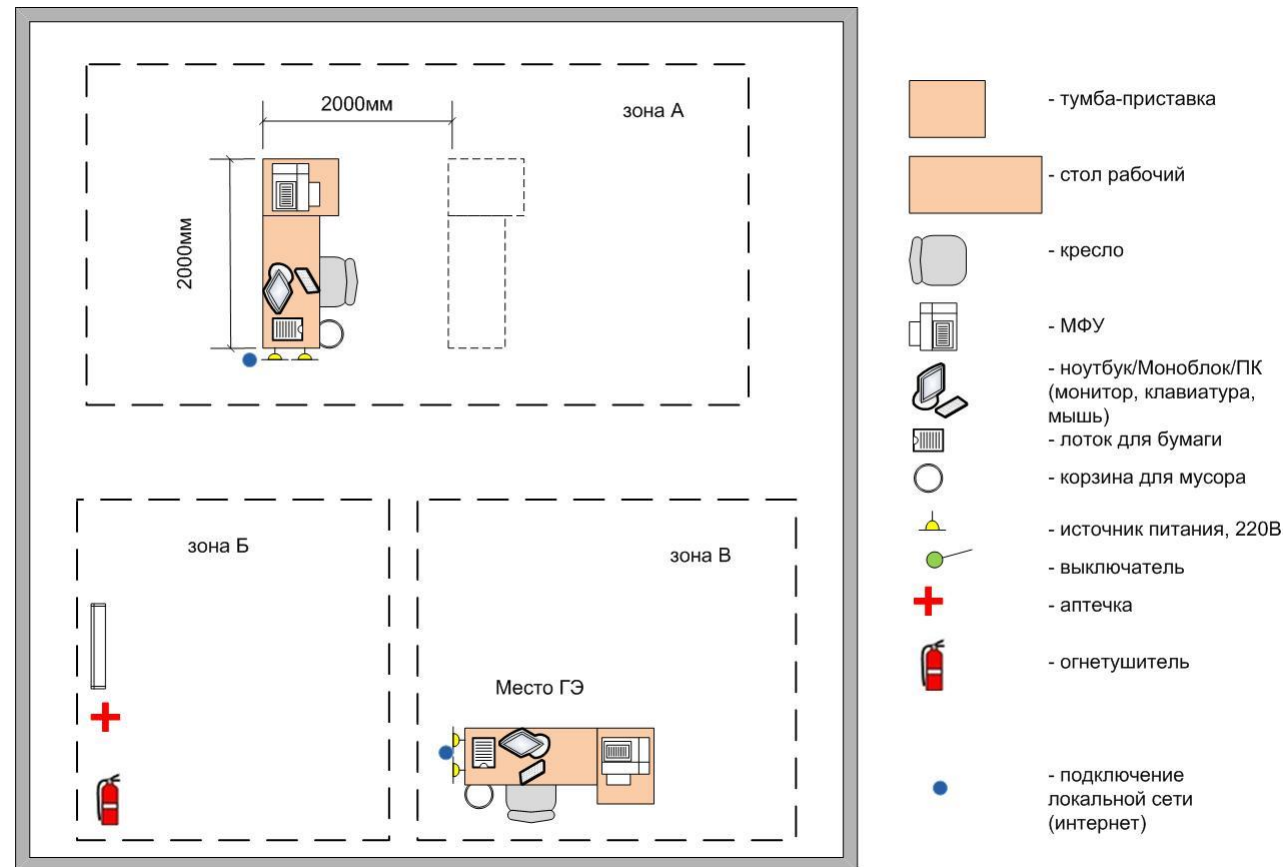 2000мм
зона А
2000мм
зона Б
зона В
Место ГЭ
- тумба-приставка
- стол рабочий
- кресло
- МФУ
- ноутбук/Моноблок/ПК
(монитор, клавиатура,
мышь)
- лоток для бумаги
- корзина для мусора
- источник питания, 220В
- выключатель
- аптечка
- огнетушитель
- подключение
локальной сети
(интернет)